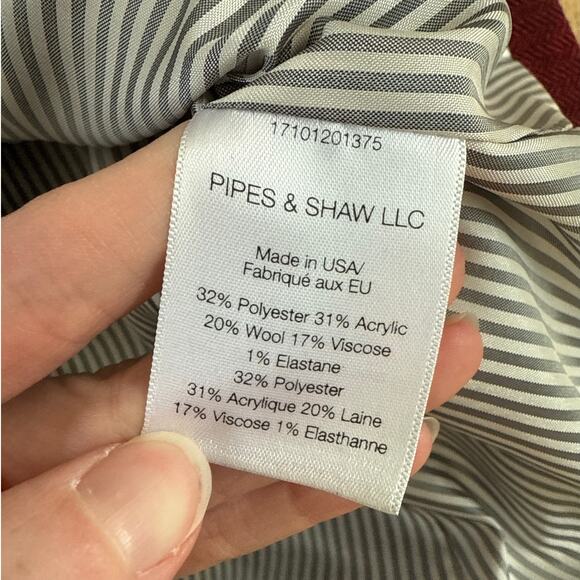 17101201375
PIPES & SHAW LLC
Made in USA/
Fabriqué aux EU
32% Polyester 31% Acrylic
20% Wool 17% Viscose
1% Elastane
32% Polyester
31% Acrylique 20% Laine
17% Viscose 1% Elasthanne